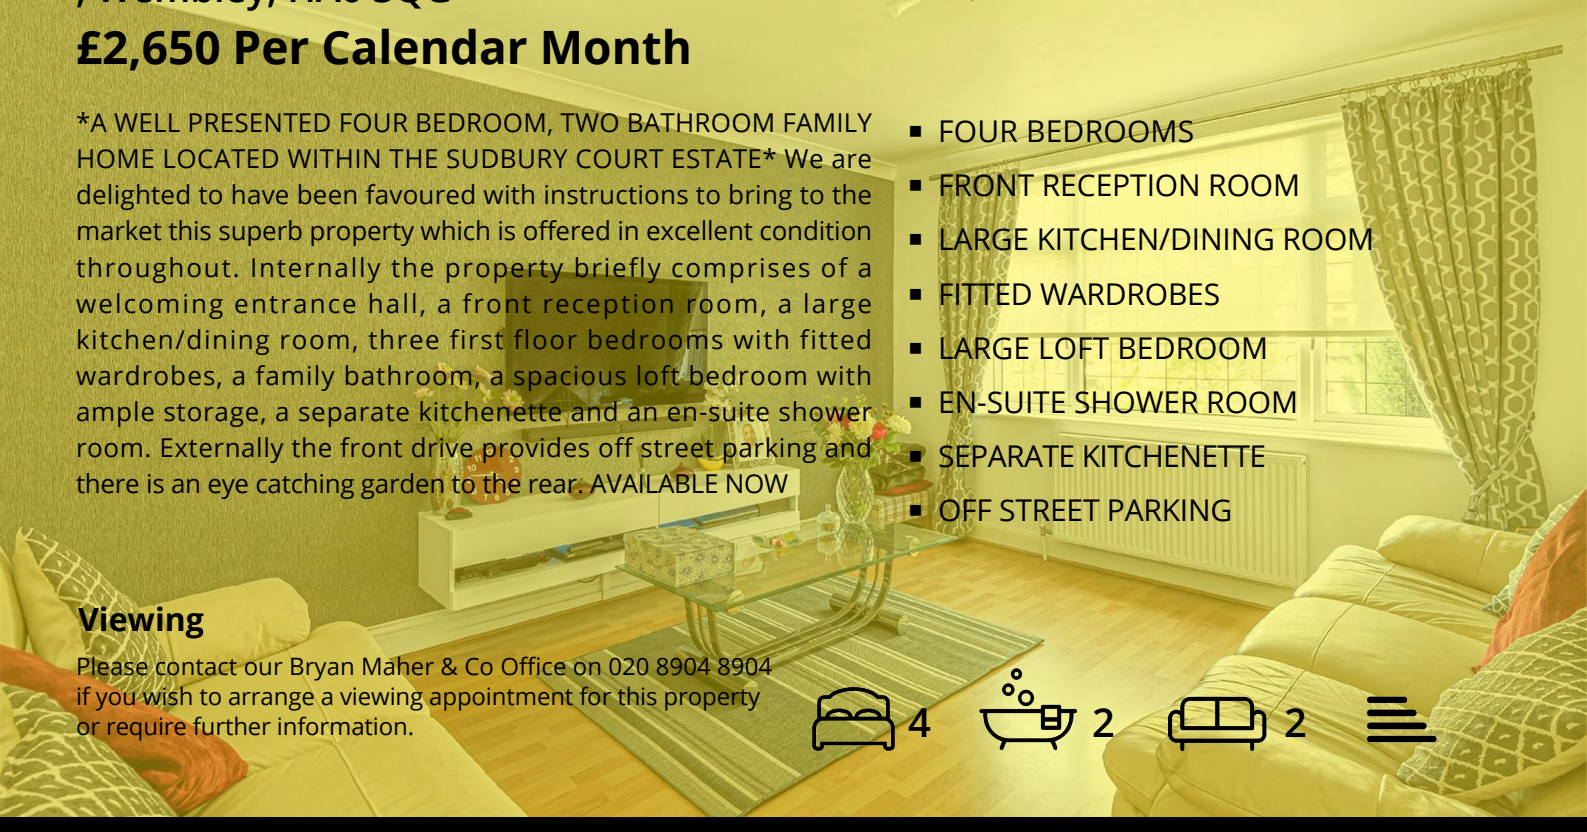 £2,650 Per Calendar Month
*A WELL PRESENTED FOUR BEDROOM, TWO BATHROOM FAMILY
HOME LOCATED WITHIN THE SUDBURY COURT ESTATE* We are
delighted to have been favoured with instructions to bring to the
market this superb property which is offered in excellent condition
throughout. Internally the property briefly comprises of a
welcoming entrance hall, a front reception room, a large
kitchen/dining room, three first floor bedrooms with fitted
wardrobes, a family bathroom, a spacious loft bedroom with
ample storage, a separate kitchenette and an en-suite shower
room. Externally the front drive provides off street parking and
there is an eye catching garden to the rear. AVAILABLE NOW
▪ FOUR BEDROOMS
▪ FRONT RECEPTION ROOM
▪ LARGE KITCHEN/DINING ROOM
▪ FITTED WARDROBES
▪ LARGE LOFT BEDROOM
▪ EN-SUITE SHOWER ROOM
▪ SEPARATE KITCHENETTE
▪ OFF STREET PARKING
Viewing
Please contact our Bryan Maher & Co Office on 020 8904 8904
if you wish to arrange a viewing appointment for this property
or require further information.
4 2 2